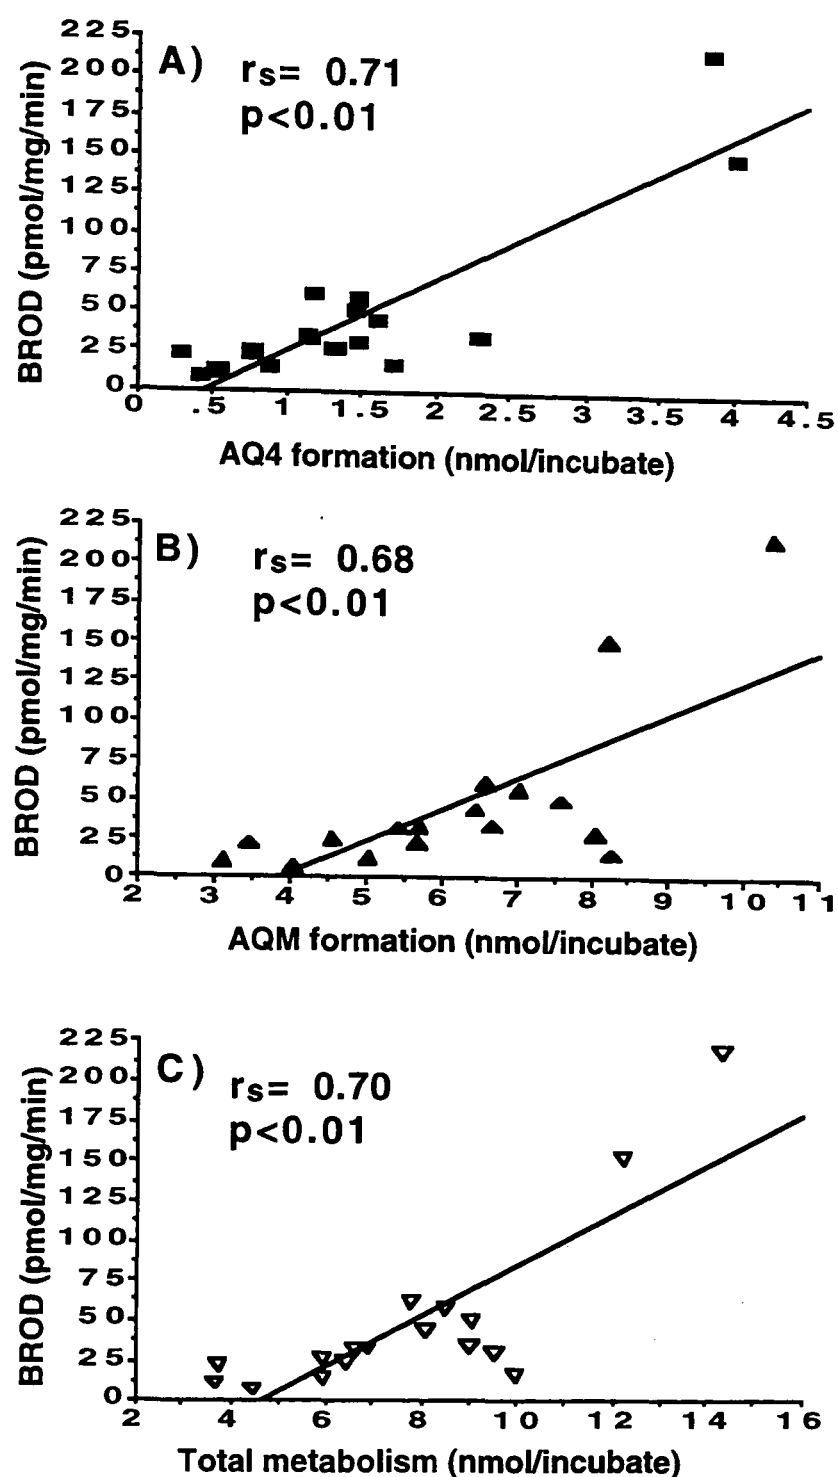 225
200
175
150
125
100
75
50
25
0
BROD (pmol/mg/min)
A)
rs= 0.71
p<0.01
0 .5 1 1.5 2 2.5 3 3.5 4 4.5
AQ4 formation (nmol/incubate)
225
200
175
150
125
100
75
50
25
0
BROD (pmol/mg/min)
B)
rs= 0.68
p<0.01
2 3 4 5 6 7 8 9 10 11
AQM formation (nmol/incubate)
225
200
175
150
125
100
75
50
25
0
BROD (pmol/mg/min)
C)
rs= 0.70
p<0.01
2 4 6 8 10 12 14 16
Total metabolism (nmol/incubate)